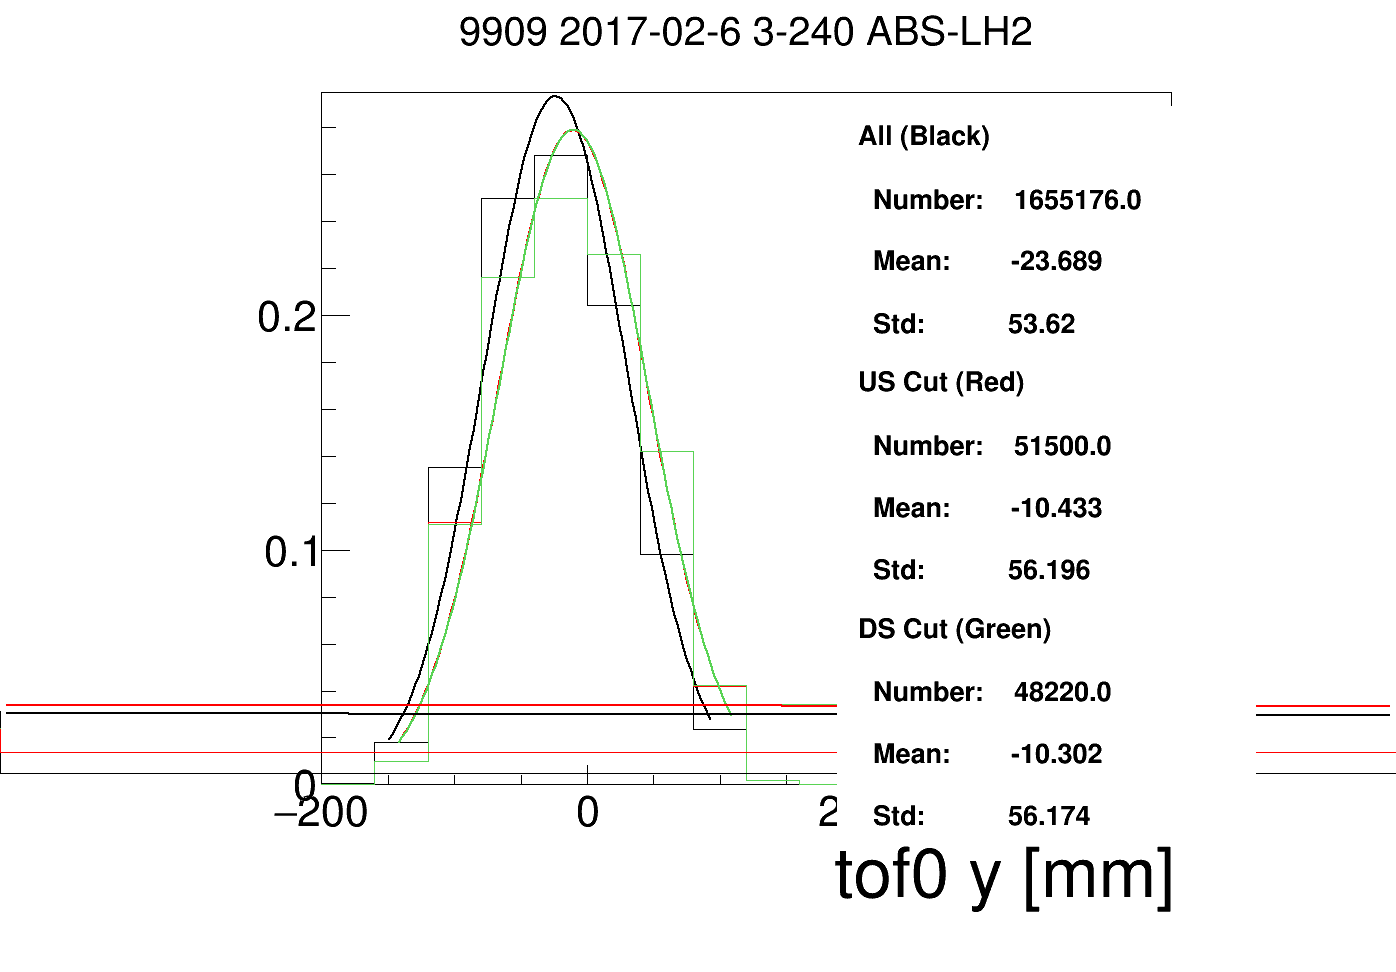 9909 2017-02-6 3-240 ABS-LH2
All (Black)
Number: 1655176.0
Mean: -23.689
Std: 53.62
US Cut (Red)
Number: 51500.0
Mean: -10.433
Std: 56.196
DS Cut (Green)
Number: 48220.0
Mean: -10.302
Std: 56.174
0.2
0.1
0
−200 0 2
tof0 y [mm]